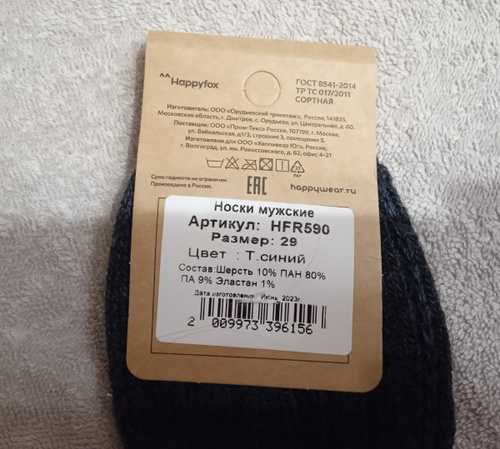 ^^Happyfox
ГОСТ 8541-2014
ТР ТС 017/2011
СОРТНАЯ
Изготовитель: ООО «Орудьевский трикотаж», Россия, 141825,
Московская область, г. Дмитров, с. Орудьево, ул. Центральная, д 40.
Поставщик: ООО «Пром-Текс» Россия, 107199, г. Москва,
ул. Байкальская, д1/3, строение 3, помещение 5.
Изготовлено для ООО «Хеппивеар Юг», Россия,
г. Волгоград, ул. им. Рокоссовского, д. 62, офис 4-21
Срок годности не ограничен
Произведено в России.
EAC
happywear.ru
Носки мужские
Артикул: HFR590
Размер: 29
Цвет : Т.синий
Состав:Шерсть 10% ПАН 80%
ПА 9% Эластан 1%
Дата изготовления: Июнь 2023г.
2 009973 396156